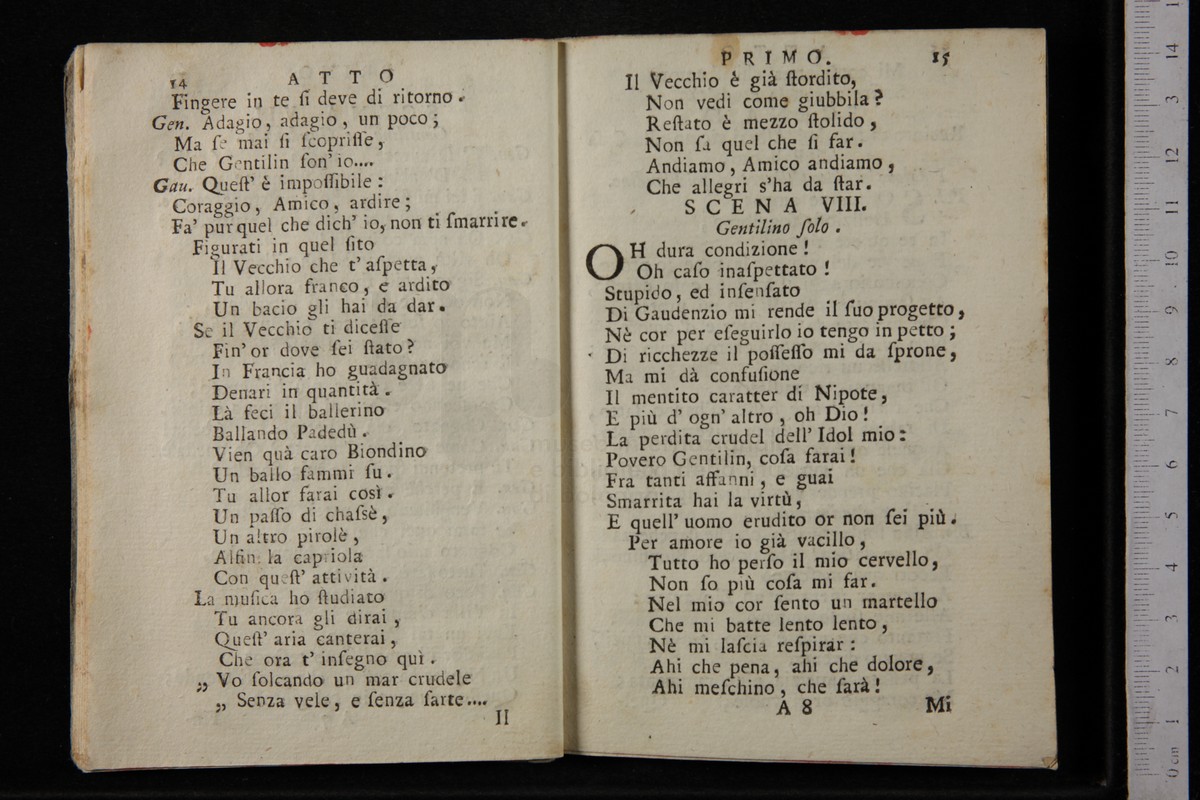 14 ATTO
Fingere in te ſi deve di ritorno.
Gen. Adagio, adagio, un poco;
Ma ſe mai ſi ſcopriſſe,
Che Gentilin ſon' io....
Gau. Queſt' è impoſſibile:
Coraggio, Amico, ardire;
Fa' pur quel che dich' io, non ti ſmarrire.
Figurati in quel ſito
Il Vecchio che t' aſpetta,
Tu allora franco, e ardito
Un bacio gli hai da dar.
Se il Vecchio ti diceſſe
Fin' or dove ſei ſtato?
In Francia ho guadagnato
Denari in quantità.
Là feci il ballerino
Ballando Padedù.
Vien quà caro Biondino
Un ballo fammi ſu.
Tu allor farai così.
Un paſſo di chaſsè,
Un altro pirolè,
Alfin la capriola
Con queſt' attività.
La muſica ho ſtudiato
Tu ancora gli dirai,
Queſt' aria canterai,
Che ora t' inſegno quì.
„ Vo ſolcando un mar crudele
„ Senza vele, e ſenza ſarte....
Il
PRIMO. 15
Il Vecchio è già ſtordito,
Non vedi come giubbila?
Reſtato è mezzo ſtolido,
Non ſa quel che ſi far.
Andiamo, Amico andiamo,
Che allegri s'ha da ſtar.
SCENA VIII.
Gentilino ſolo.
OH dura condizione!
Oh caſo inaſpettato!
Stupido, ed inſenſato
Di Gaudenzio mi rende il ſuo progetto,
Nè cor per eſeguirlo io tengo in petto;
Di ricchezze il poſſeſſo mi da ſprone,
Ma mi dà confuſione
Il mentito caratter di Nipote,
E più d' ogn' altro, oh Dio!
La perdita crudel dell' Idol mio:
Povero Gentilin, coſa farai!
Fra tanti affanni, e guai
Smarrita hai la virtù,
E quell' uomo erudito or non ſei più.
Per amore io già vacillo,
Tutto ho perſo il mio cervello,
Non ſo più coſa mi far.
Nel mio cor ſento un martello
Che mi batte lento lento,
Nè mi laſcia reſpirar:
Ahi che pena, ahi che dolore,
Ahi meſchino, che ſarà!
A 8 Mi